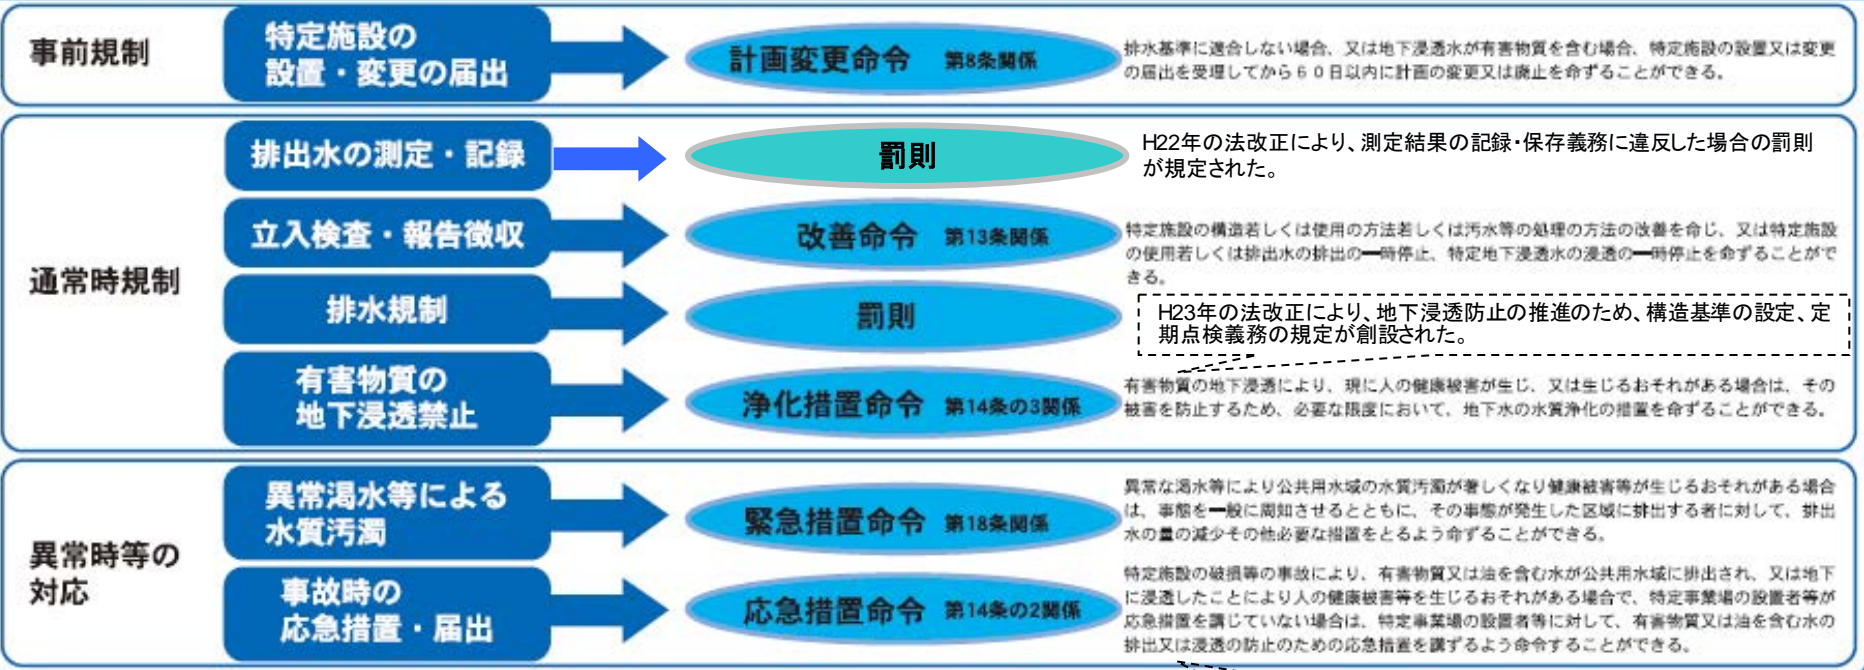 事前規制
特定施設の
設置・変更の届出
計画変更命令 第8条関係
排水基準に適合しない場合、又は地下浸透水が有害物質を含む場合、特定施設の設置又は変更
の届出を受理してから60日以内に計画の変更又は廃止を命ずることができる。
通常時規制
排出水の測定・記録
罰則
H22年の法改正により、測定結果の記録・保存義務に違反した場合の罰則
が規定された。
立入検査・報告徴収
改善命令 第13条関係
特定施設の構造若しくは使用の方法若しくは汚水等の処理の方法の改善を命じ、又は特定施設
の使用若しくは排出水の排出の一時停止、特定地下浸透水の浸透の一時停止を命ずることがで
きる。
排水規制
罰則
H23年の法改正により、地下浸透防止の推進のため、構造基準の設定、定
期点検義務の規定が創設された。
有害物質の
地下浸透禁止
浄化措置命令 第14条の3関係
有害物質の地下浸透により、現に人の健康被害が生じ、又は生じるおそれがある場合は、その
被害を防止するため、必要な限度において、地下水の水質浄化の措置を命ずることができる。
異常時等の
対応
異常渇水等による
水質汚濁
緊急措置命令 第18条関係
異常な渇水等により公共用水域の水質汚濁が著しくなり健康被害等が生じるおそれがある場合
は、事態を一般に周知させるとともに、その事態が発生した区域に排出する者に対して、排出
水の量の減少その他必要な措置をとるよう命ずることができる。
事故時の
応急措置・届出
応急措置命令 第14条の2関係
特定施設の破損等の事故により、有害物質又は油を含む水が公共用水域に排出され、又は地下
に浸透したことにより人の健康被害等を生じるおそれがある場合で、特定事業場の設置者等が
応急措置を講じていない場合は、特定事業場の設置者等に対して、有害物質又は油を含む水の
排出又は浸透の防止のための応急措置を講ずるよう命令することができる。